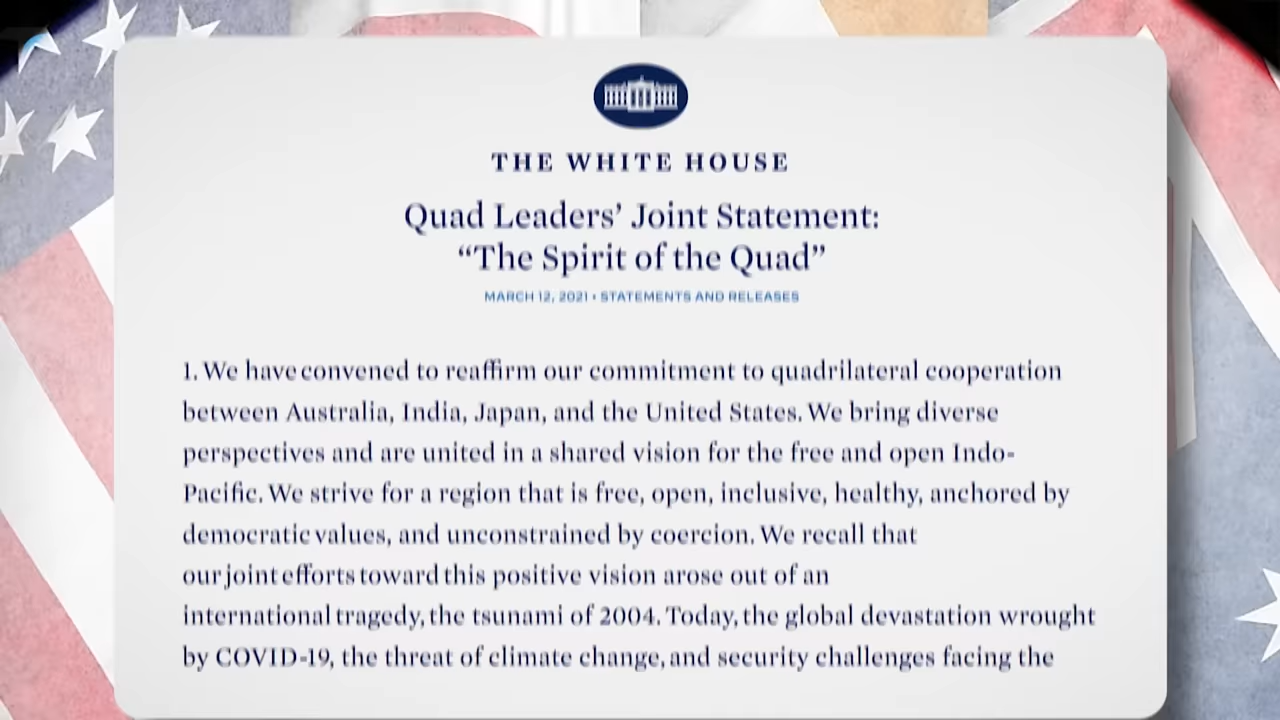 THE WHITE HOUSE
Quad Leaders’ Joint Statement:
“The Spirit of the Quad”
MARCH 12, 2021 • STATEMENTS AND RELEASES
1. We have convened to reaffirm our commitment to quadrilateral cooperation
between Australia, India, Japan, and the United States. We bring diverse
perspectives and are united in a shared vision for the free and open Indo-
Pacific. We strive for a region that is free, open, inclusive, healthy, anchored by
democratic values, and unconstrained by coercion. We recall that
our joint efforts toward this positive vision arose out of an
international tragedy, the tsunami of 2004. Today, the global devastation wrought
by COVID-19, the threat of climate change, and security challenges facing the